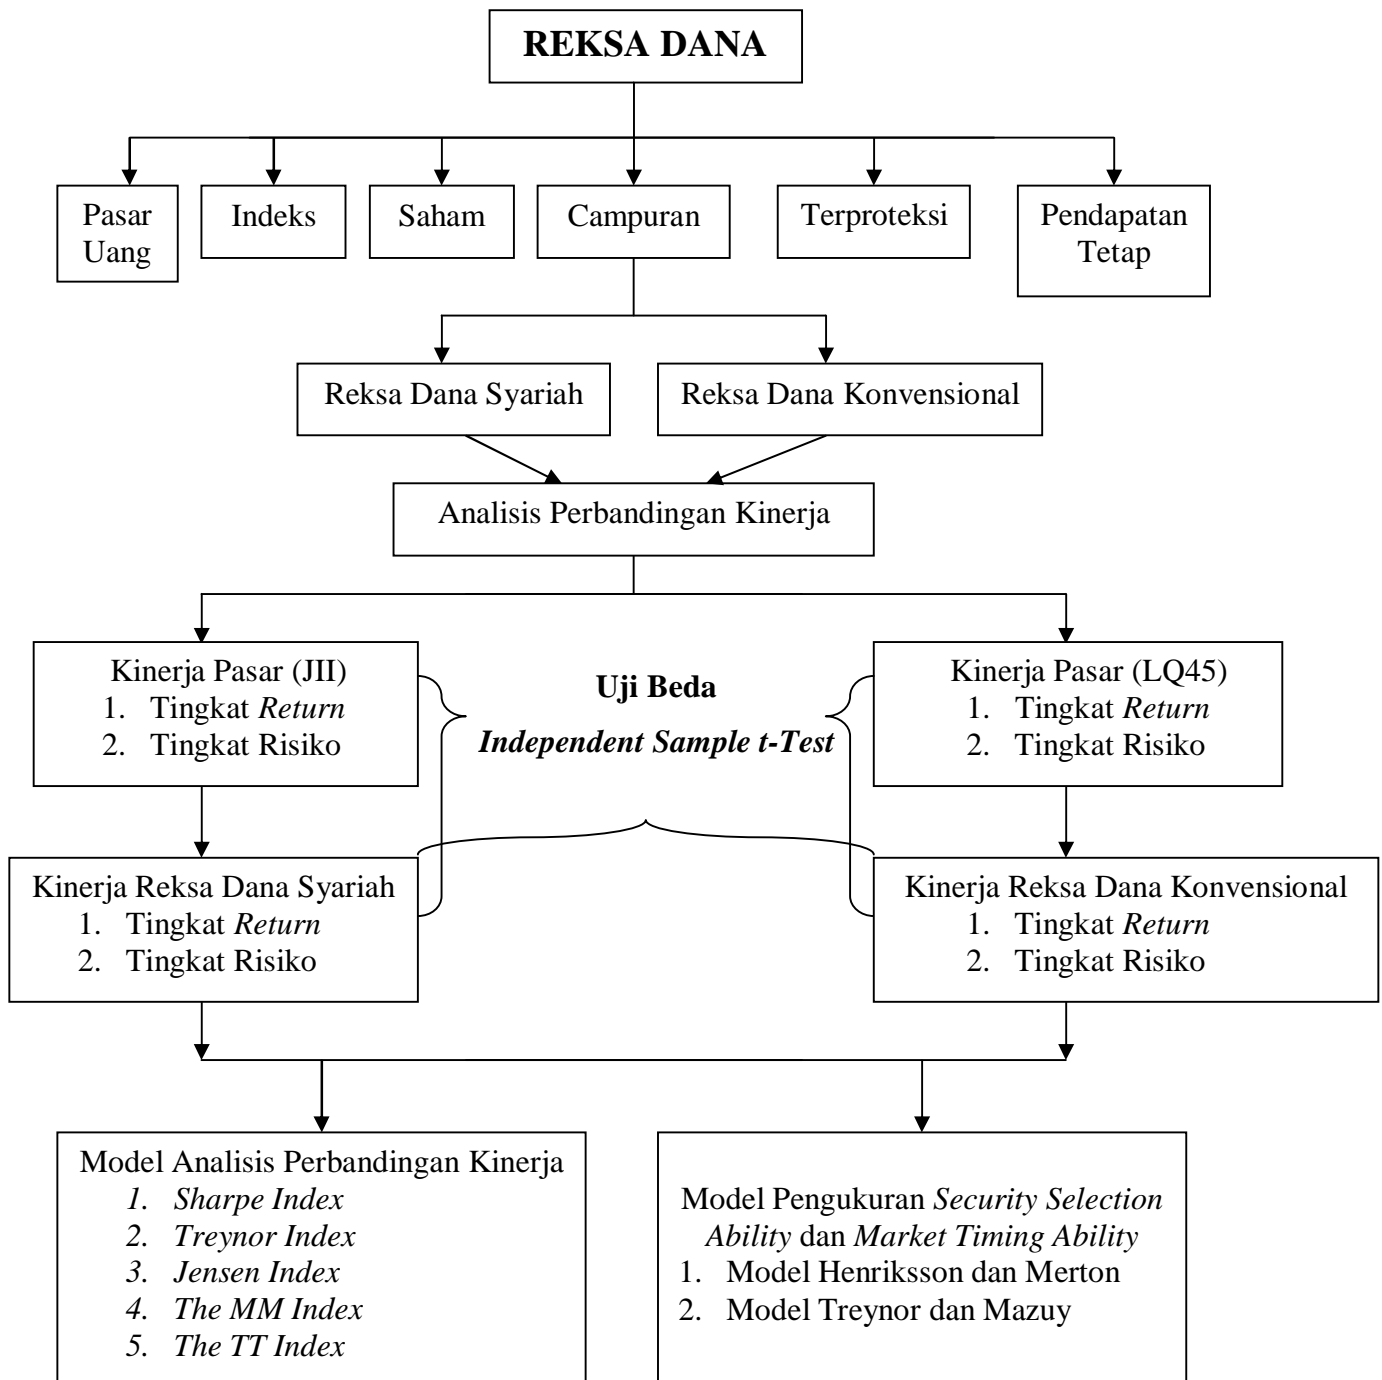 REKSA DANA
Pasar
Uang
Indeks
Saham
Campuran
Terproteksi
Pendapatan
Tetap
Reksa Dana Syariah
Reksa Dana Konvensional
Analisis Perbandingan Kinerja
Kinerja Pasar (JII)
1. Tingkat Return
2. Tingkat Risiko
Uji Beda
Independent Sample t-Test
Kinerja Pasar (LQ45)
1. Tingkat Return
2. Tingkat Risiko
Kinerja Reksa Dana Syariah
1. Tingkat Return
2. Tingkat Risiko
Kinerja Reksa Dana Konvensional
1. Tingkat Return
2. Tingkat Risiko
Model Analisis Perbandingan Kinerja
1. Sharpe Index
2. Treynor Index
3. Jensen Index
4. The MM Index
5. The TT Index
Model Pengukuran Security Selection
Ability dan Market Timing Ability
1. Model Henriksson dan Merton
2. Model Treynor dan Mazuy